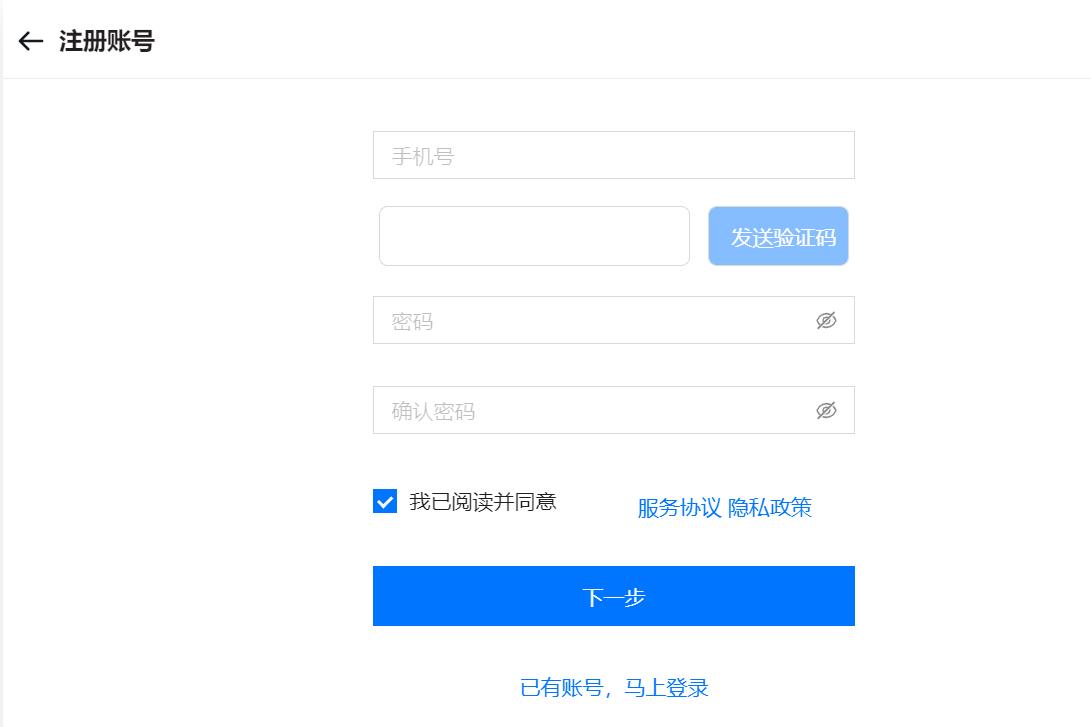 注册账号
手机号
发送验证码
密码
确认密码
我已阅读并同意 服务协议 隐私政策
下一步
已有账号，马上登录